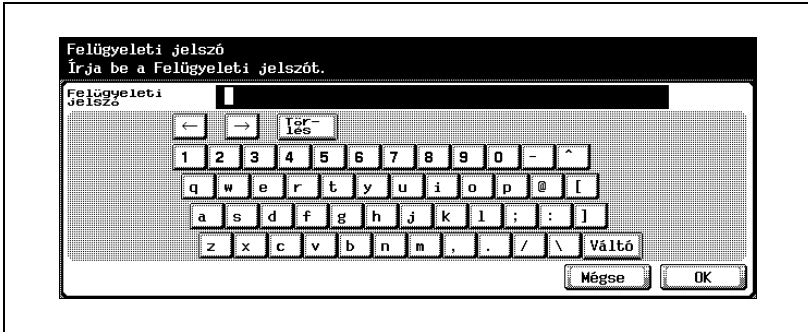 Felügyeleti jelszó
Írja be a Felügyeleti jelszót.
Felügyeleti
jelszó
← → Tör-
lés
1 2 3 4 5 6 7 8 9 0 - ^
q w e r t y u i o p @ [
a s d f g h j k l ; : ]
z x c v b n m , . / \ Váltó
Mégse OK